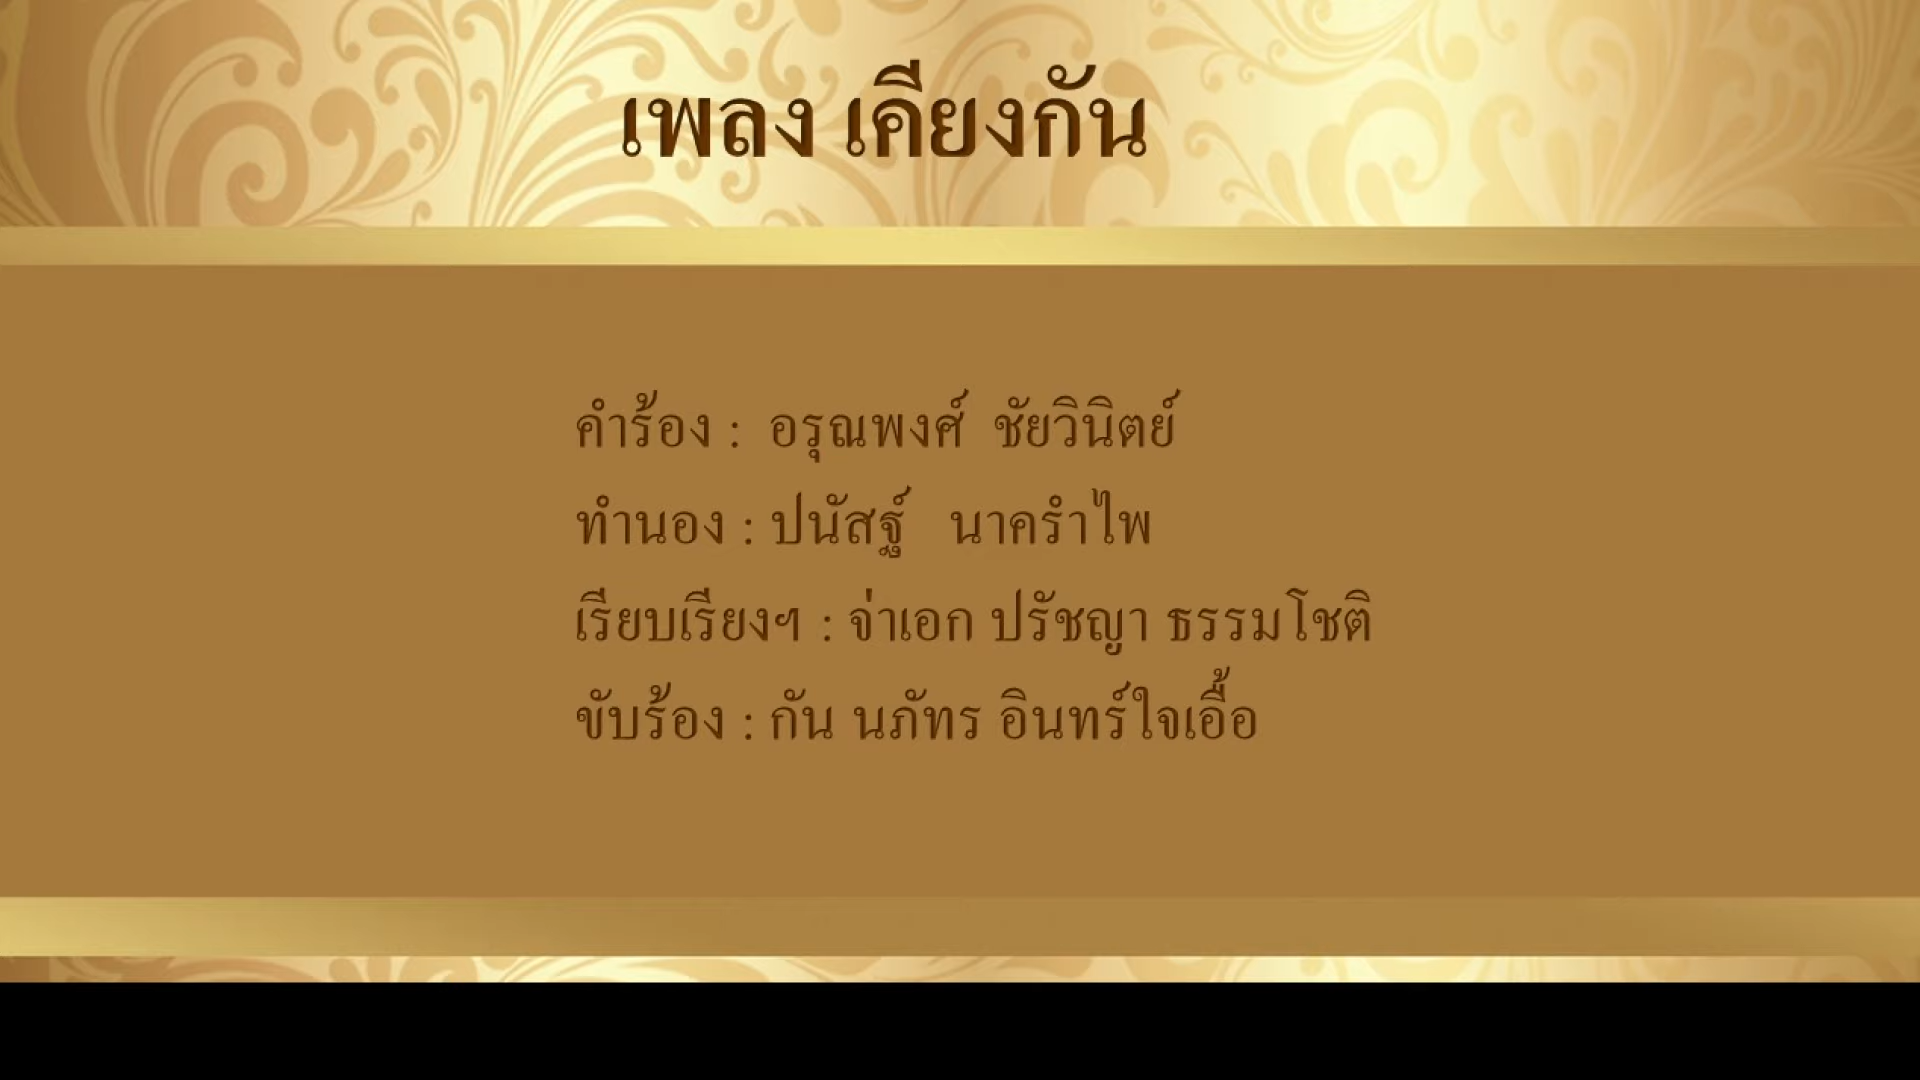 เพลง เคียงกัน
คำร้อง : อรุณพงศ์ ชัยวินิตย์
ทำนอง : ปนัสฐ์ นาครำไพ
เรียบเรียงฯ : จ่าเอก ปรัชญา ธรรมโชติ
ขับร้อง : กัน นภัทร อินทร์ใจเอื้อ